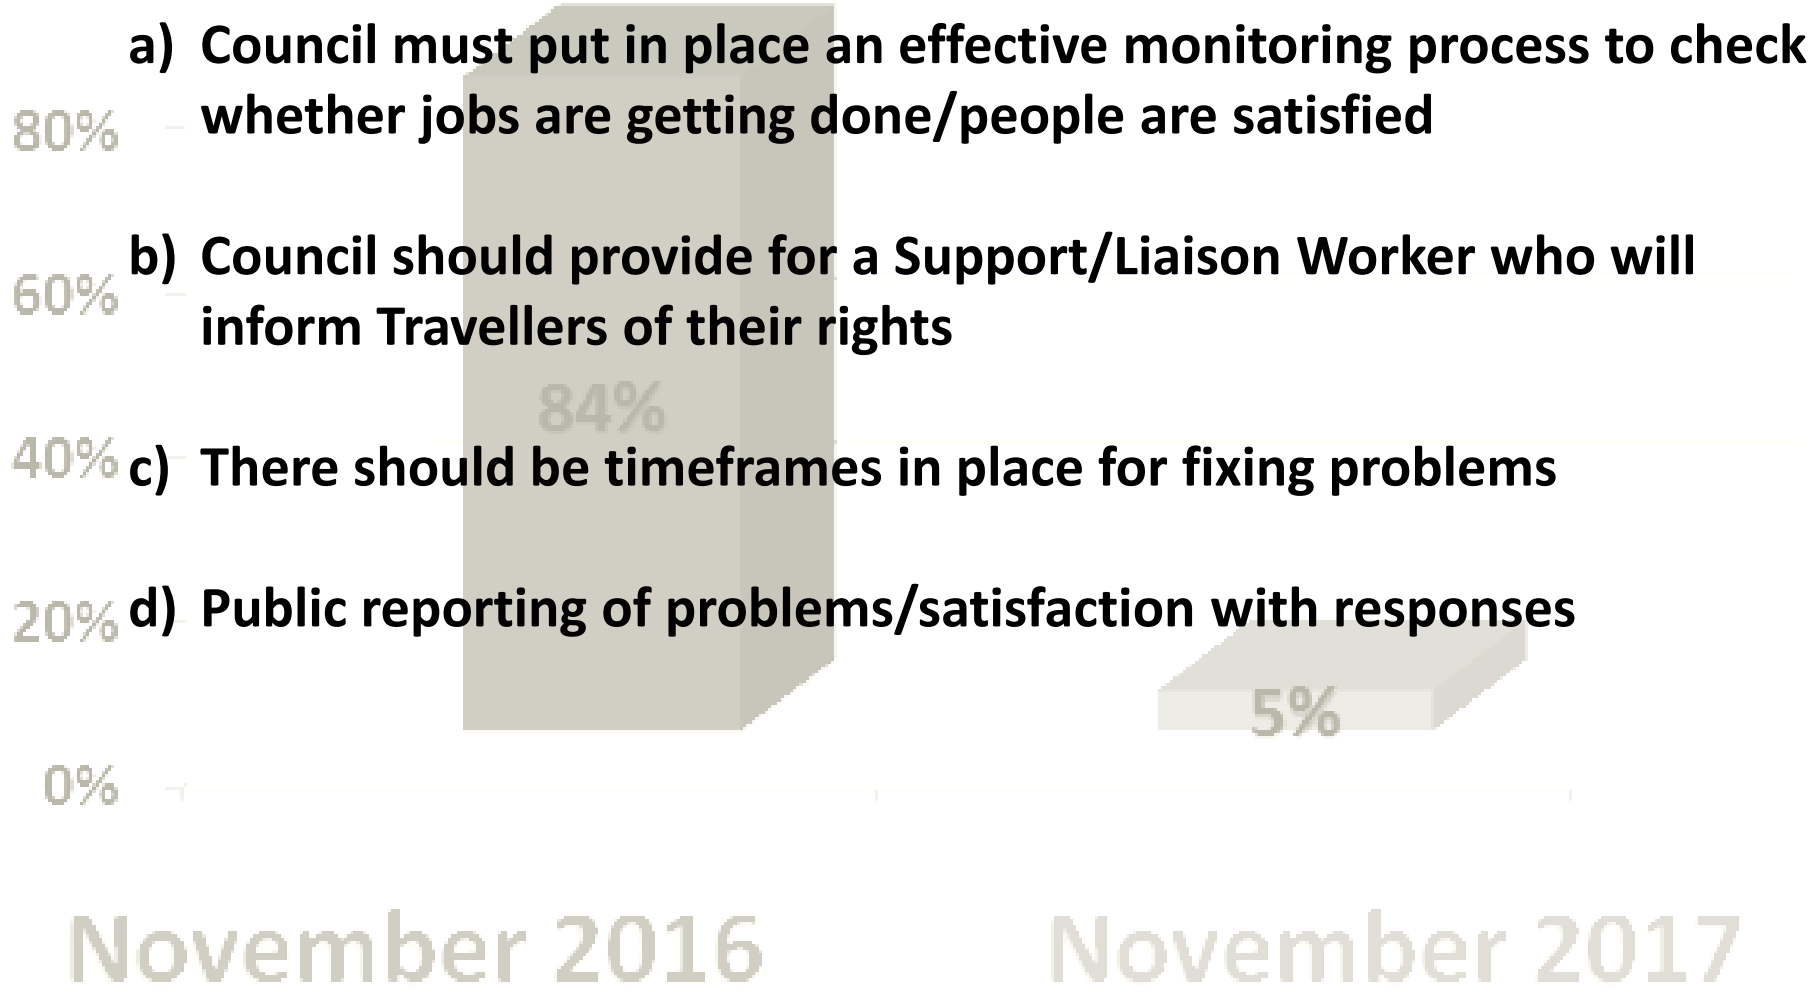 a) Council must put in place an effective monitoring process to check
whether jobs are getting done/people are satisfied
80%
b) Council should provide for a Support/Liaison Worker who will
60%
inform Travellers of their rights
84%
40%
c) There should be timeframes in place for fixing problems
20%
d) Public reporting of problems/satisfaction with responses
5%
0%
November 2016
November 2017